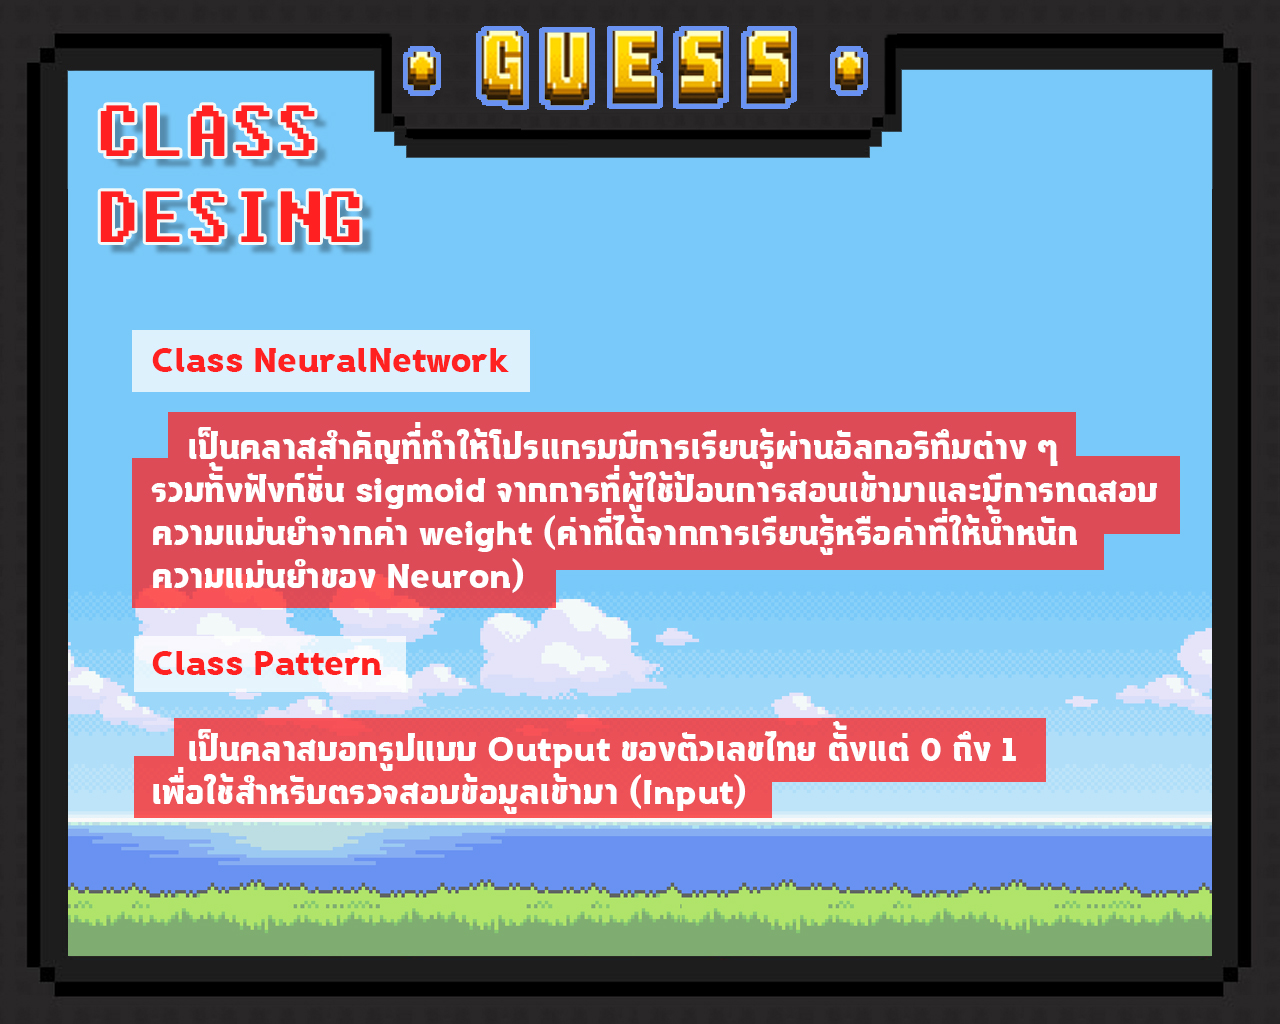 GUESS
CLASS
DESING
Class NeuralNetwork
เป็นคลาสสำคัญที่ทำให้โปรแกรมมีการเรียนรู้ผ่านอัลกอริทึมต่าง ๆ
รวมทั้งฟังก์ชั่น sigmoid จากการที่ผู้ใช้ป้อนการสอนเข้ามาและมีการทดสอบ
ความแม่นยำจากค่า weight (ค่าที่ได้จากการเรียนรู้หรือค่าที่ให้น้ำหนัก
ความแม่นยำของ Neuron)
Class Pattern
เป็นคลาสบอกรูปแบบ Output ของตัวเลขไทย ตั้งแต่ 0 ถึง 1
เพื่อใช้สำหรับตรวจสอบข้อมูลเข้ามา (Input)